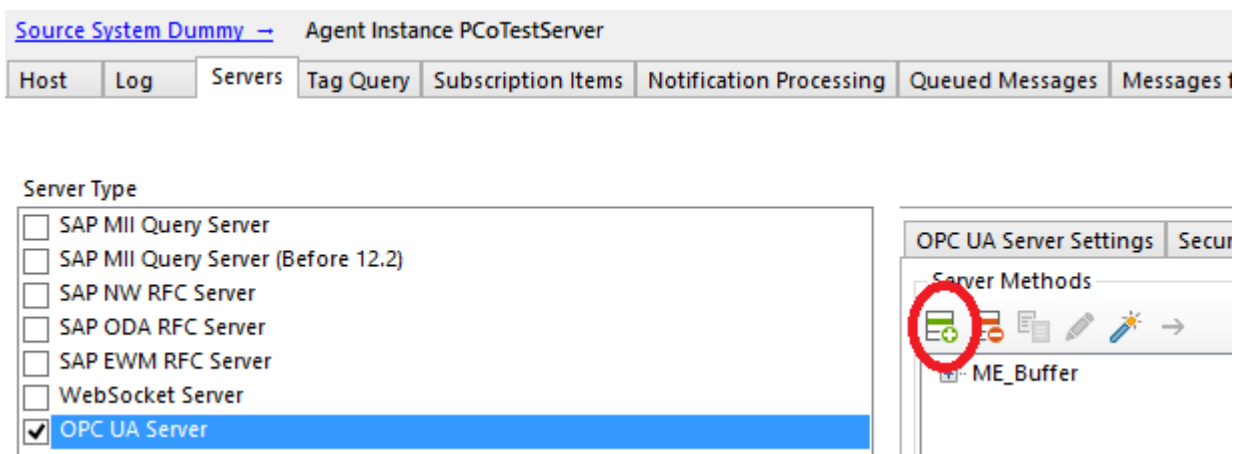 Source System Dummy → Agent Instance PCoTestServer
Host Log Servers Tag Query Subscription Items Notification Processing Queued Messages Messages
Server Type
SAP MII Query Server
SAP MII Query Server (Before 12.2)
SAP NW RFC Server
SAP ODA RFC Server
SAP EWM RFC Server
WebSocket Server
OPC UA Server
OPC UA Server Settings Secur
Server Methods
ME_Buffer